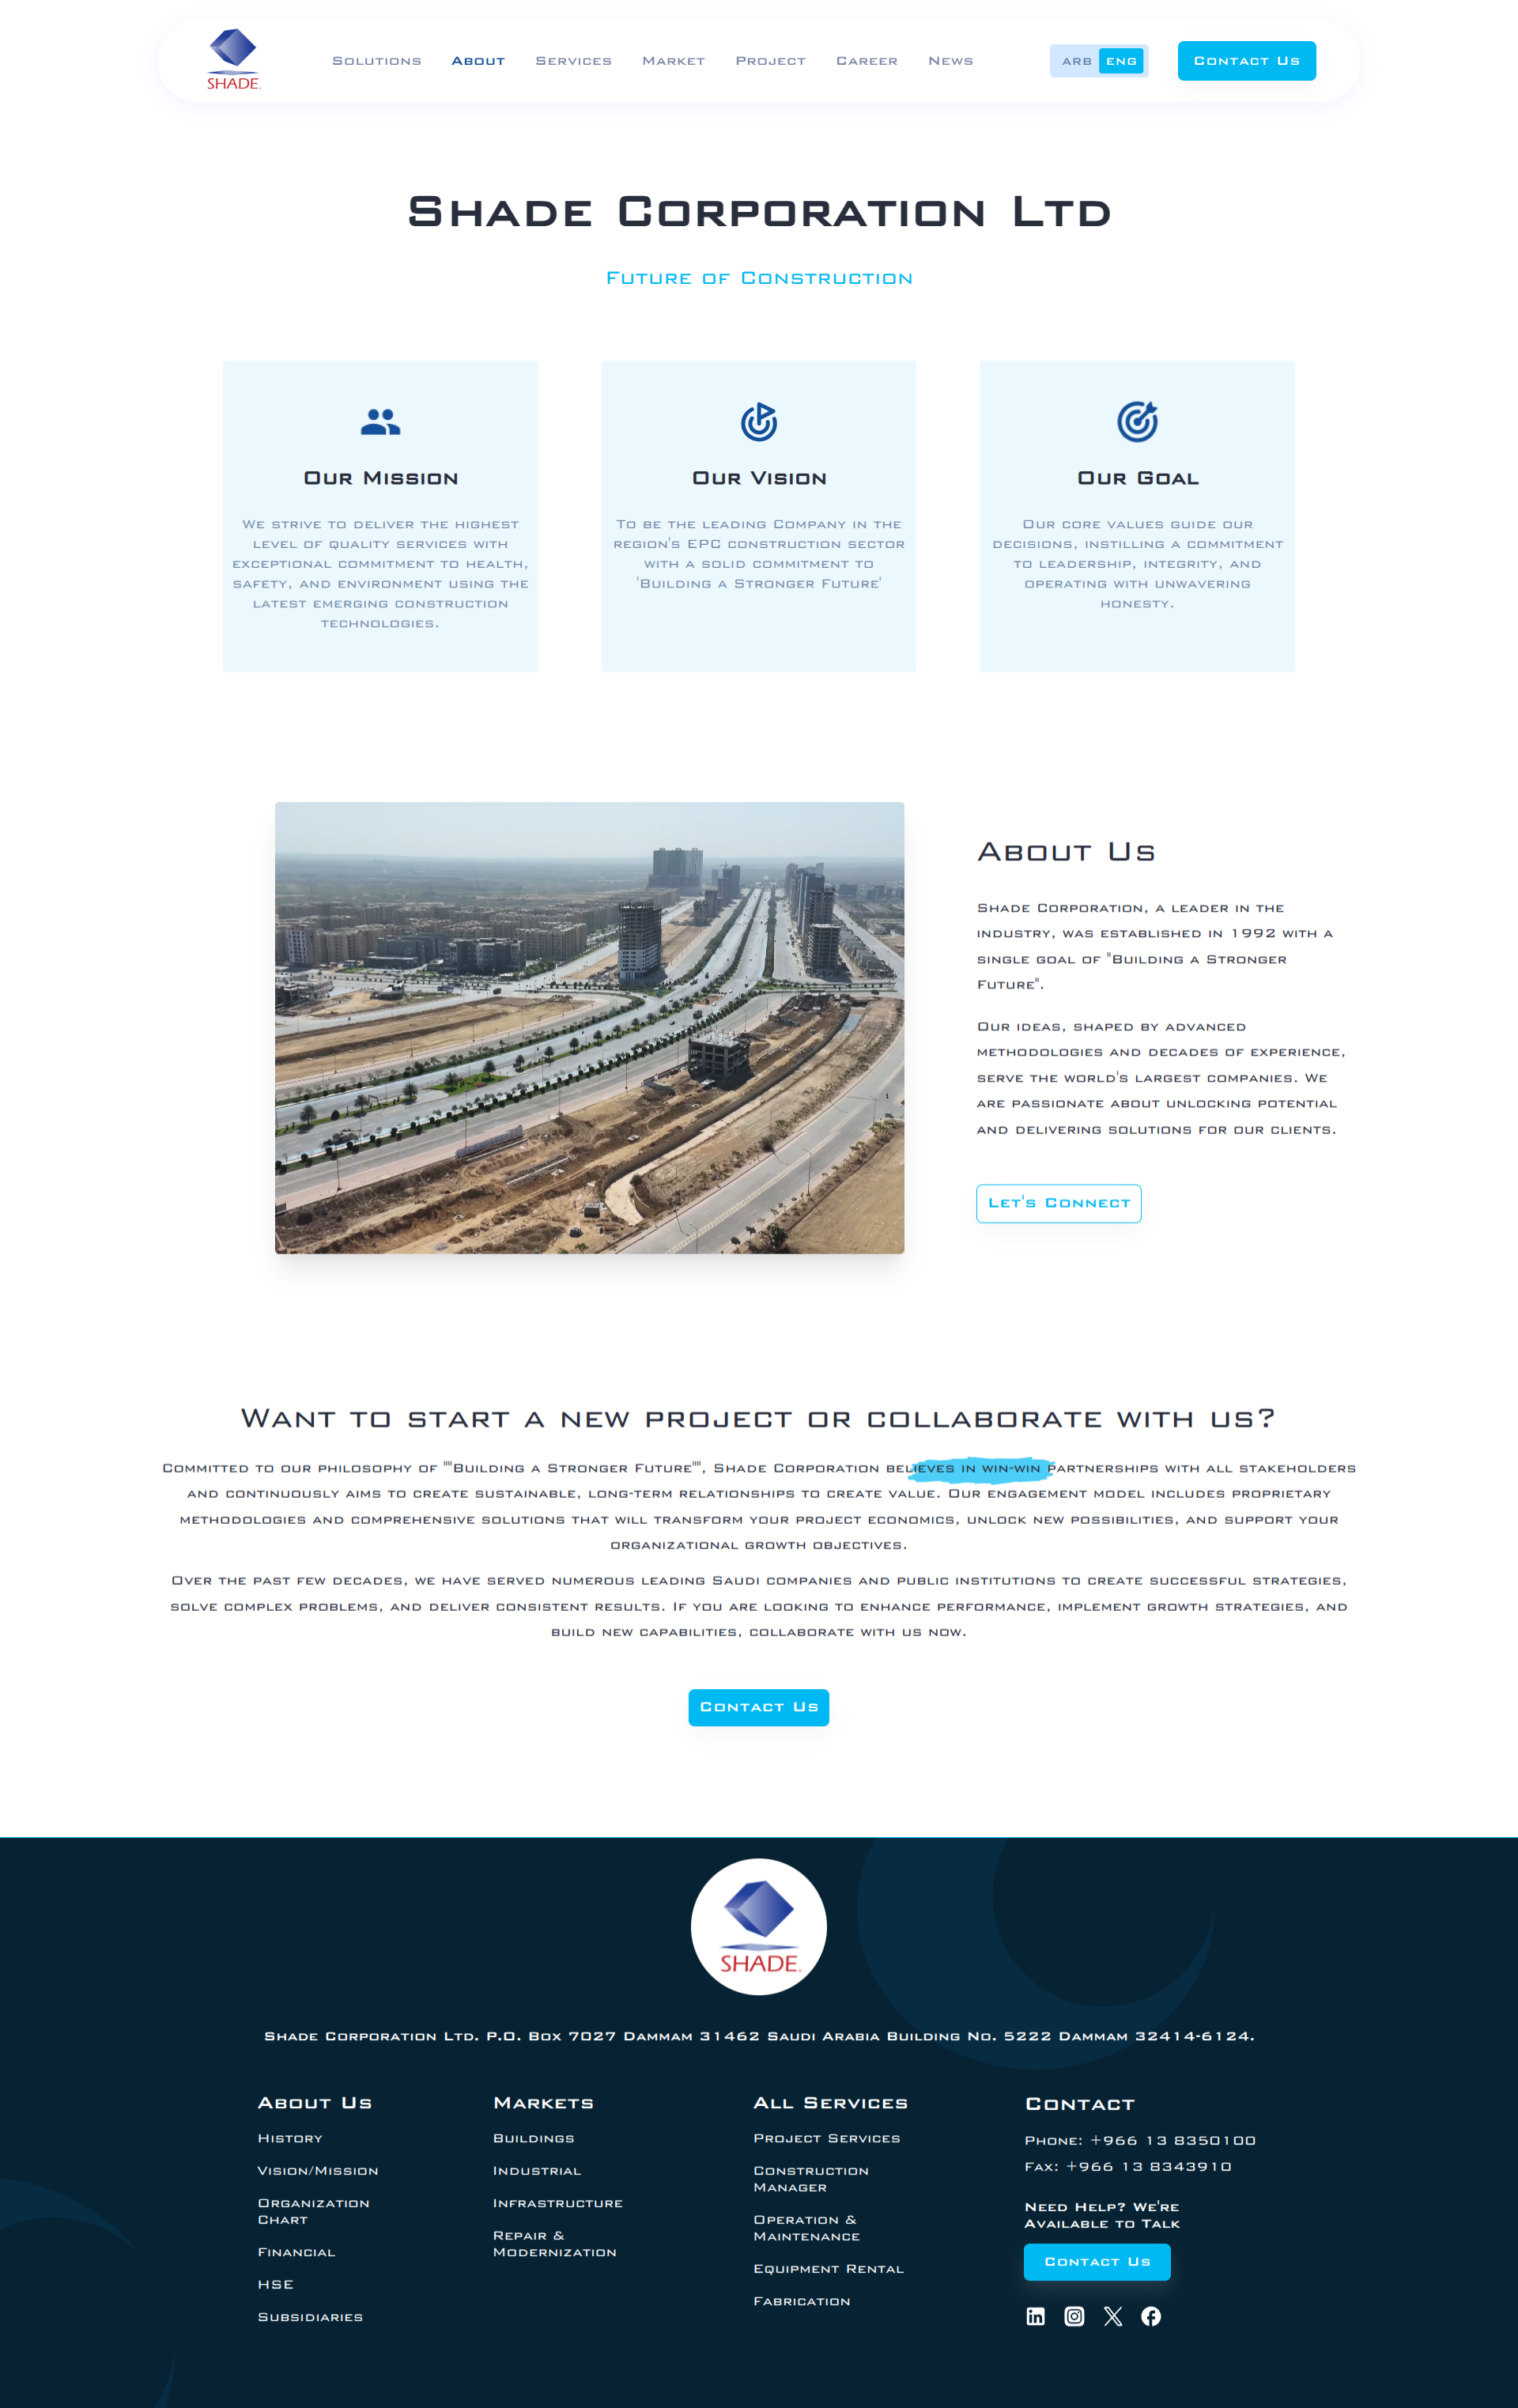 SHADE
Solutions About Services Market Project Career News ARB ENG Contact Us
Shade Corporation Ltd
Future of Construction
Our Mission
We strive to deliver the highest
level of quality services with
exceptional commitment to health,
safety, and environment using the
latest emerging construction
technologies.
Our Vision
To be the leading Company in the
region's EPC construction sector
with a solid commitment to
'Building a Stronger Future'
Our Goal
Our core values guide our
decisions, instilling a commitment
to leadership, integrity, and
operating with unwavering
honesty.
About Us
Shade Corporation, a leader in the
industry, was established in 1992 with a
single goal of "Building a Stronger
Future".
Our ideas, shaped by advanced
methodologies and decades of experience,
serve the world's largest companies. We
are passionate about unlocking potential
and delivering solutions for our clients.
Let's Connect
Want to start a new project or collaborate with us?
Committed to our philosophy of ""Building a Stronger Future"", Shade Corporation believes in win-win partnerships with all stakeholders
and continuously aims to create sustainable, long-term relationships to create value. Our engagement model includes proprietary
methodologies and comprehensive solutions that will transform your project economics, unlock new possibilities, and support your
organizational growth objectives.
Over the past few decades, we have served numerous leading Saudi companies and public institutions to create successful strategies,
solve complex problems, and deliver consistent results. If you are looking to enhance performance, implement growth strategies, and
build new capabilities, collaborate with us now.
Contact Us
SHADE
Shade Corporation Ltd. P.O. Box 7027 Dammam 31462 Saudi Arabia Building No. 5222 Dammam 32414-6124.
About Us
History
Vision/Mission
Organization
Chart
Financial
HSE
Subsidiaries
Markets
Buildings
Industrial
Infrastructure
Repair &
Modernization
All Services
Project Services
Construction
Manager
Operation &
Maintenance
Equipment Rental
Fabrication
Contact
Phone: +966 13 8350100
Fax: +966 13 8343910
Need Help? We're
Available to Talk
Contact Us